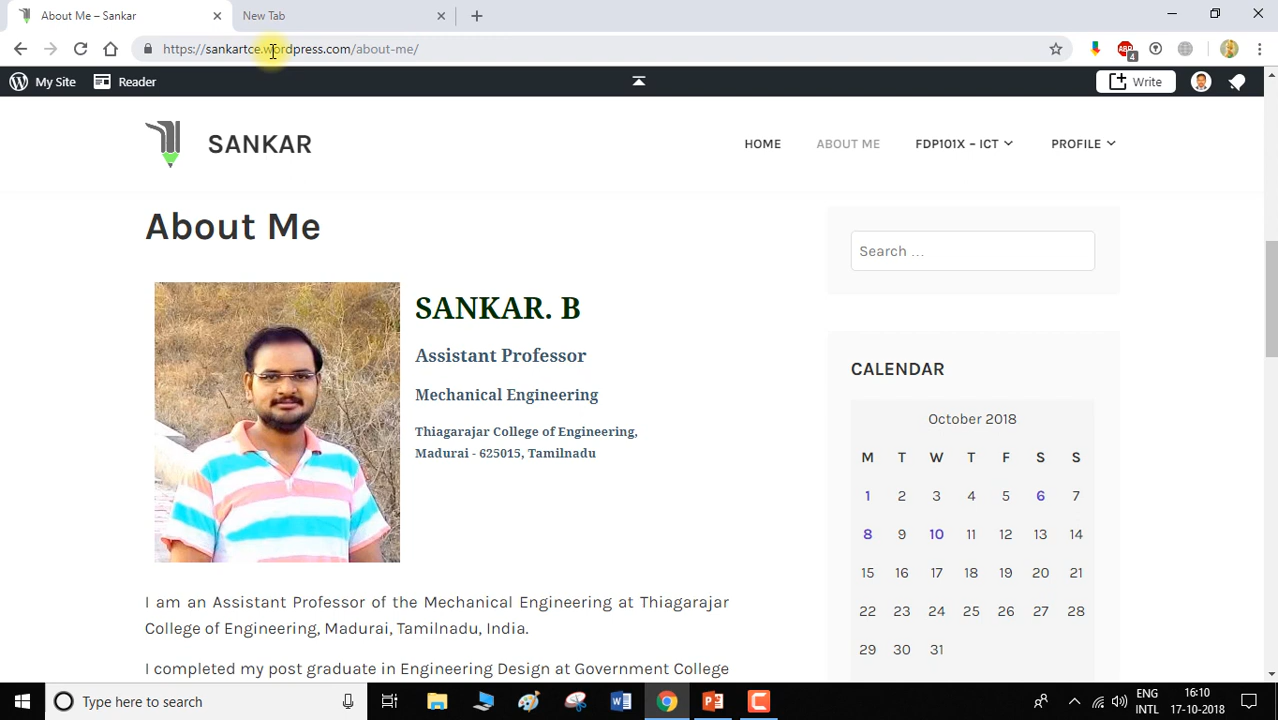 About Me – Sankar
New Tab
https://sankartce.wordpress.com/about-me/
ABP
4
My Site
Reader
Write
SANKAR
HOME
ABOUT ME
FDP101X – ICT
PROFILE
About Me
SANKAR. B
Assistant Professor
Mechanical Engineering
Thiagarajar College of Engineering,
Madurai - 625015, Tamilnadu
I am an Assistant Professor of the Mechanical Engineering at Thiagarajar
College of Engineering, Madurai, Tamilnadu, India.
I completed my post graduate in Engineering Design at Government College
Search ...
CALENDAR
October 2018
M T W T F S S
1 2 3 4 5 6 7
8 9 10 11 12 13 14
15 16 17 18 19 20 21
22 23 24 25 26 27 28
29 30 31
Type here to search
ENG
INTL
16:10
17-10-2018